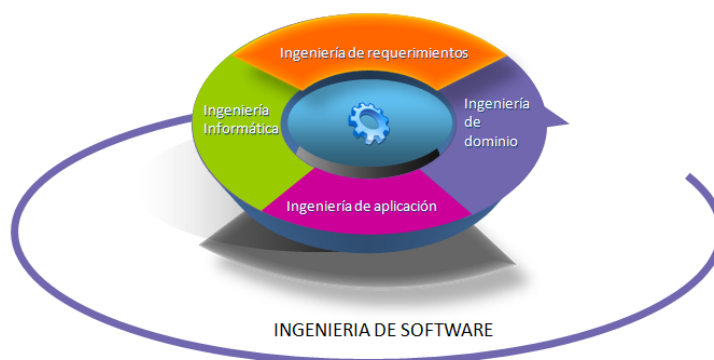 Ingeniería de requerimientos
Ingeniería
Informática
Ingeniería
de
dominio
Ingeniería de aplicación
INGENIERIA DE SOFTWARE